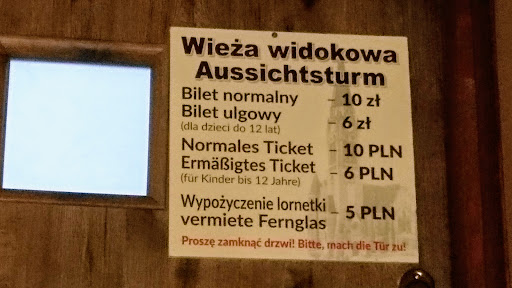 Wieża widokowa
Aussichtsturm
Bilet normalny – 10 zł
Bilet ulgowy – 6 zł
(dla dzieci do 12 lat)
Normales Ticket – 10 PLN
Ermäßigtes Ticket – 6 PLN
(für Kinder bis 12 Jahre)
Wypożyczenie lornetki – 5 PLN
vermiete Fernglas
Proszę zamknąć drzwi! Bitte, mach die Tür zu!